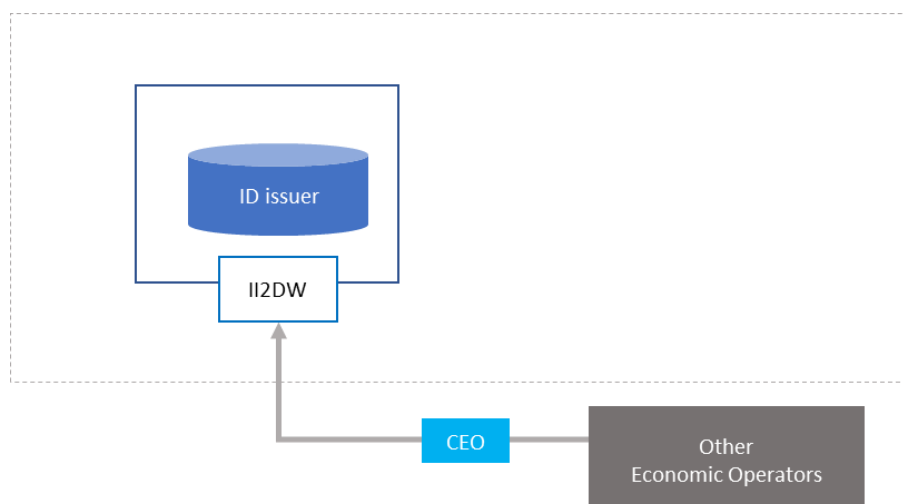 ID issuer
II2DW
CEO
Other
Economic Operators